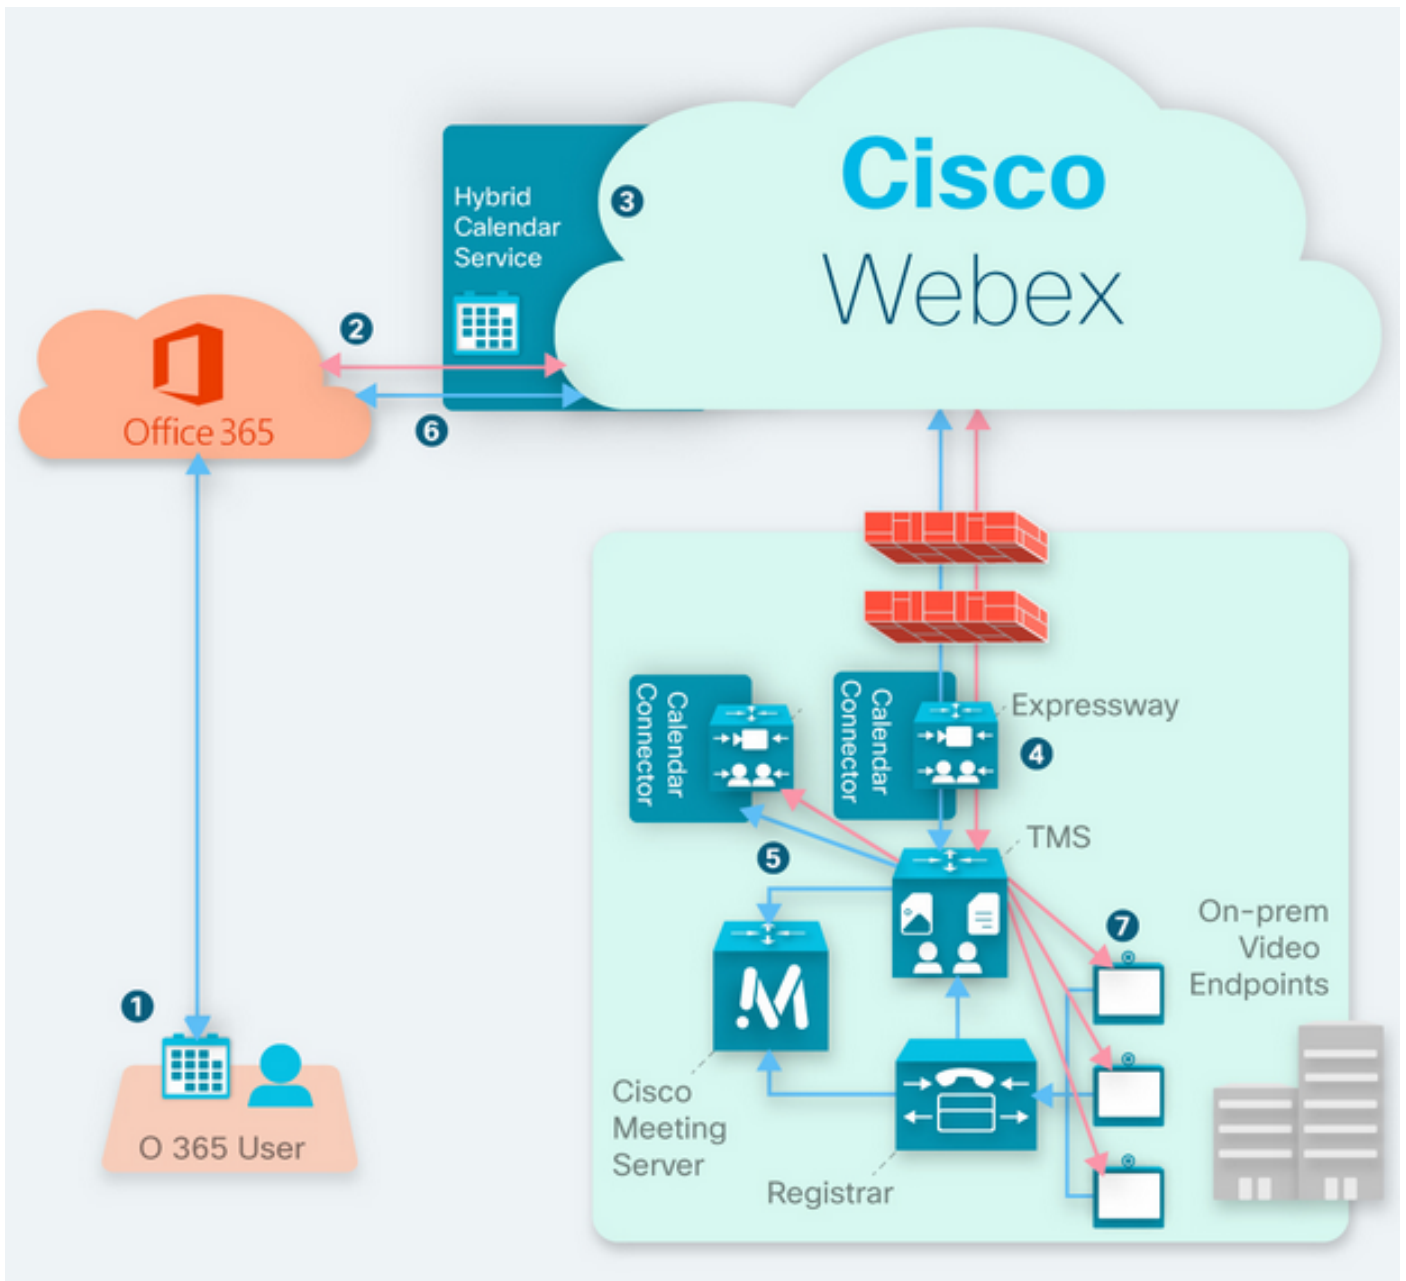 Cisco
Webex
Hybrid
Calendar
Service
3
2
Office 365
6
Calendar
Connector
Calendar
Connector
Expressway
4
TMS
5
7
On-prem
Video
Endpoints
1
O 365 User
Cisco
Meeting
Server
Registrar